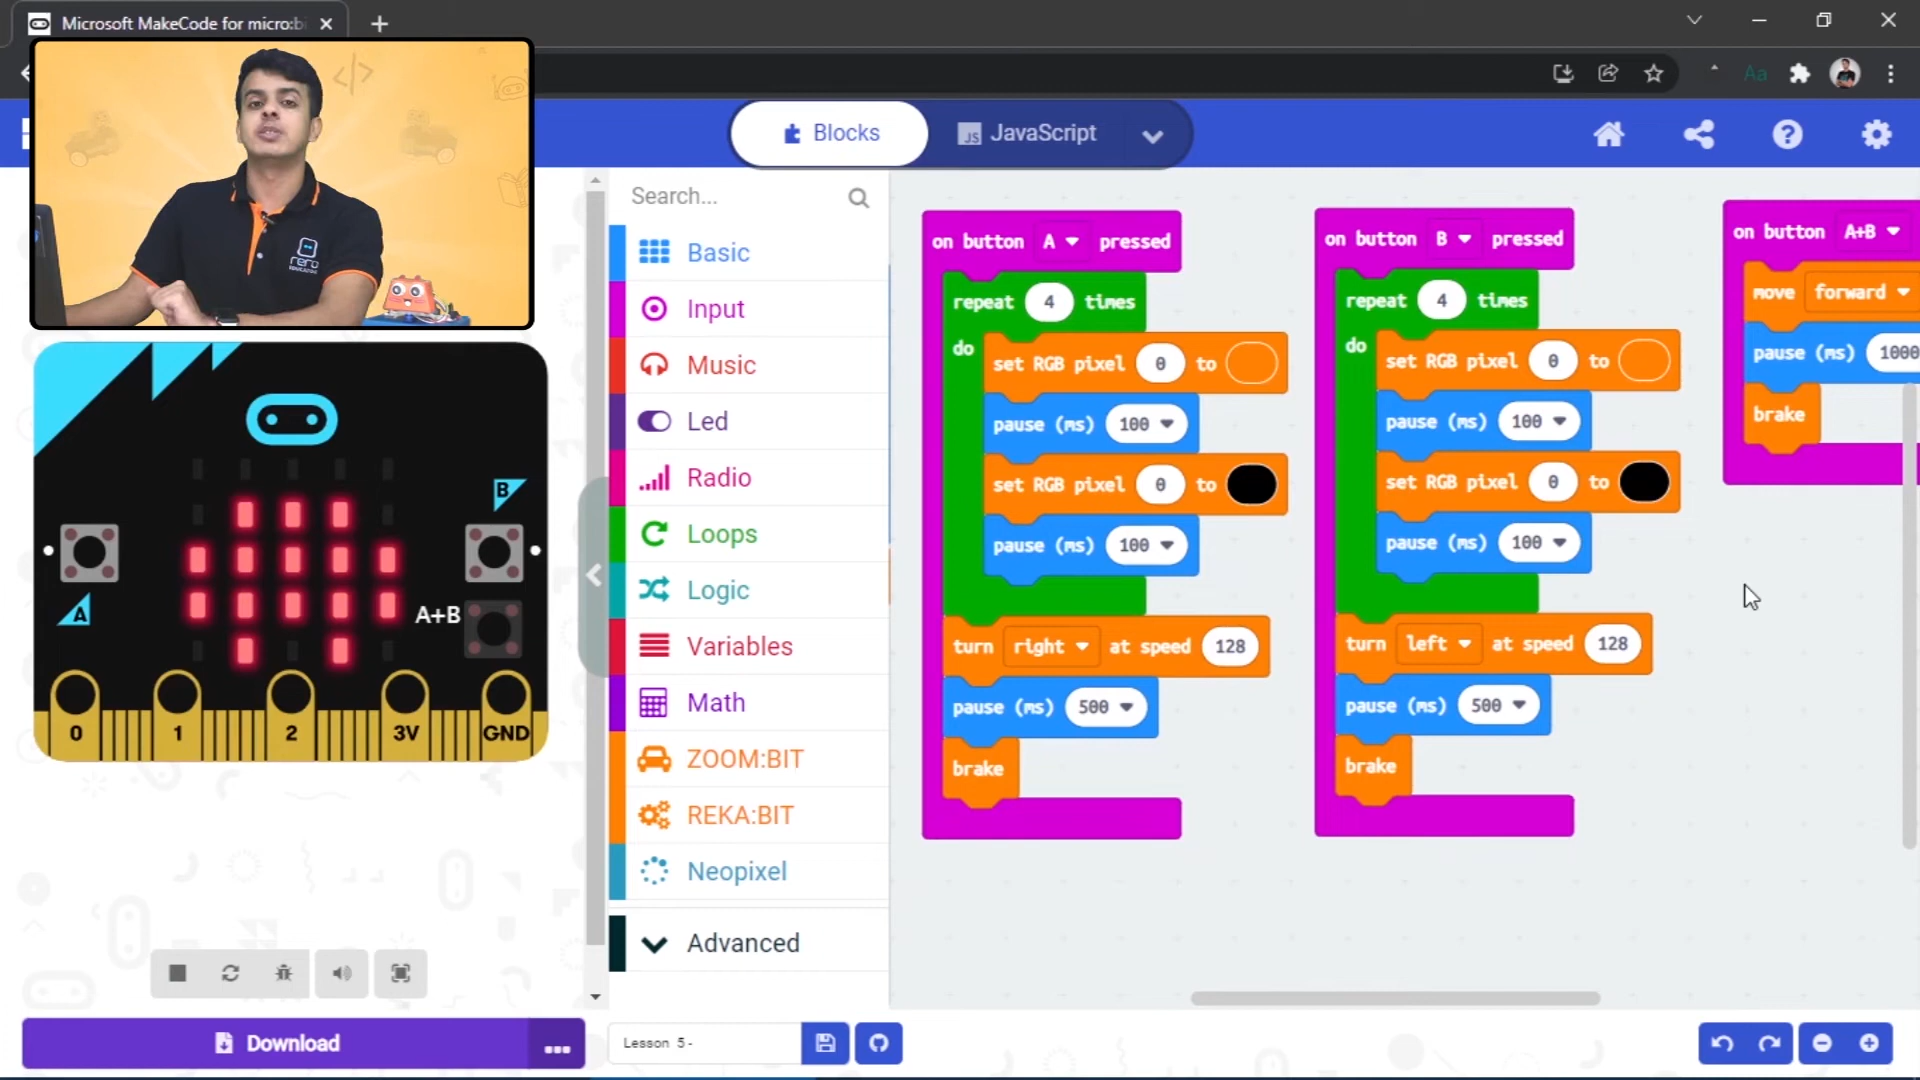 Microsoft MakeCode for micro:bi
Aa
</>
rero
EDUCATION
Blocks
JS JavaScript
Search...
Basic
Input
Music
Led
Radio
Loops
Logic
Variables
Math
ZOOM:BIT
REKA:BIT
Neopixel
Advanced
B
A
A+B
0 1 2 3V GND
on button A pressed
repeat 4 times
do
set RGB pixel 0 to
pause (ms) 100
set RGB pixel 0 to
pause (ms) 100
turn right at speed 128
pause (ms) 500
brake
on button B pressed
repeat 4 times
do
set RGB pixel 0 to
pause (ms) 100
set RGB pixel 0 to
pause (ms) 100
turn left at speed 128
pause (ms) 500
brake
on button A+B
move forward
pause (ms) 1000
brake
Download
...
Lesson 5-